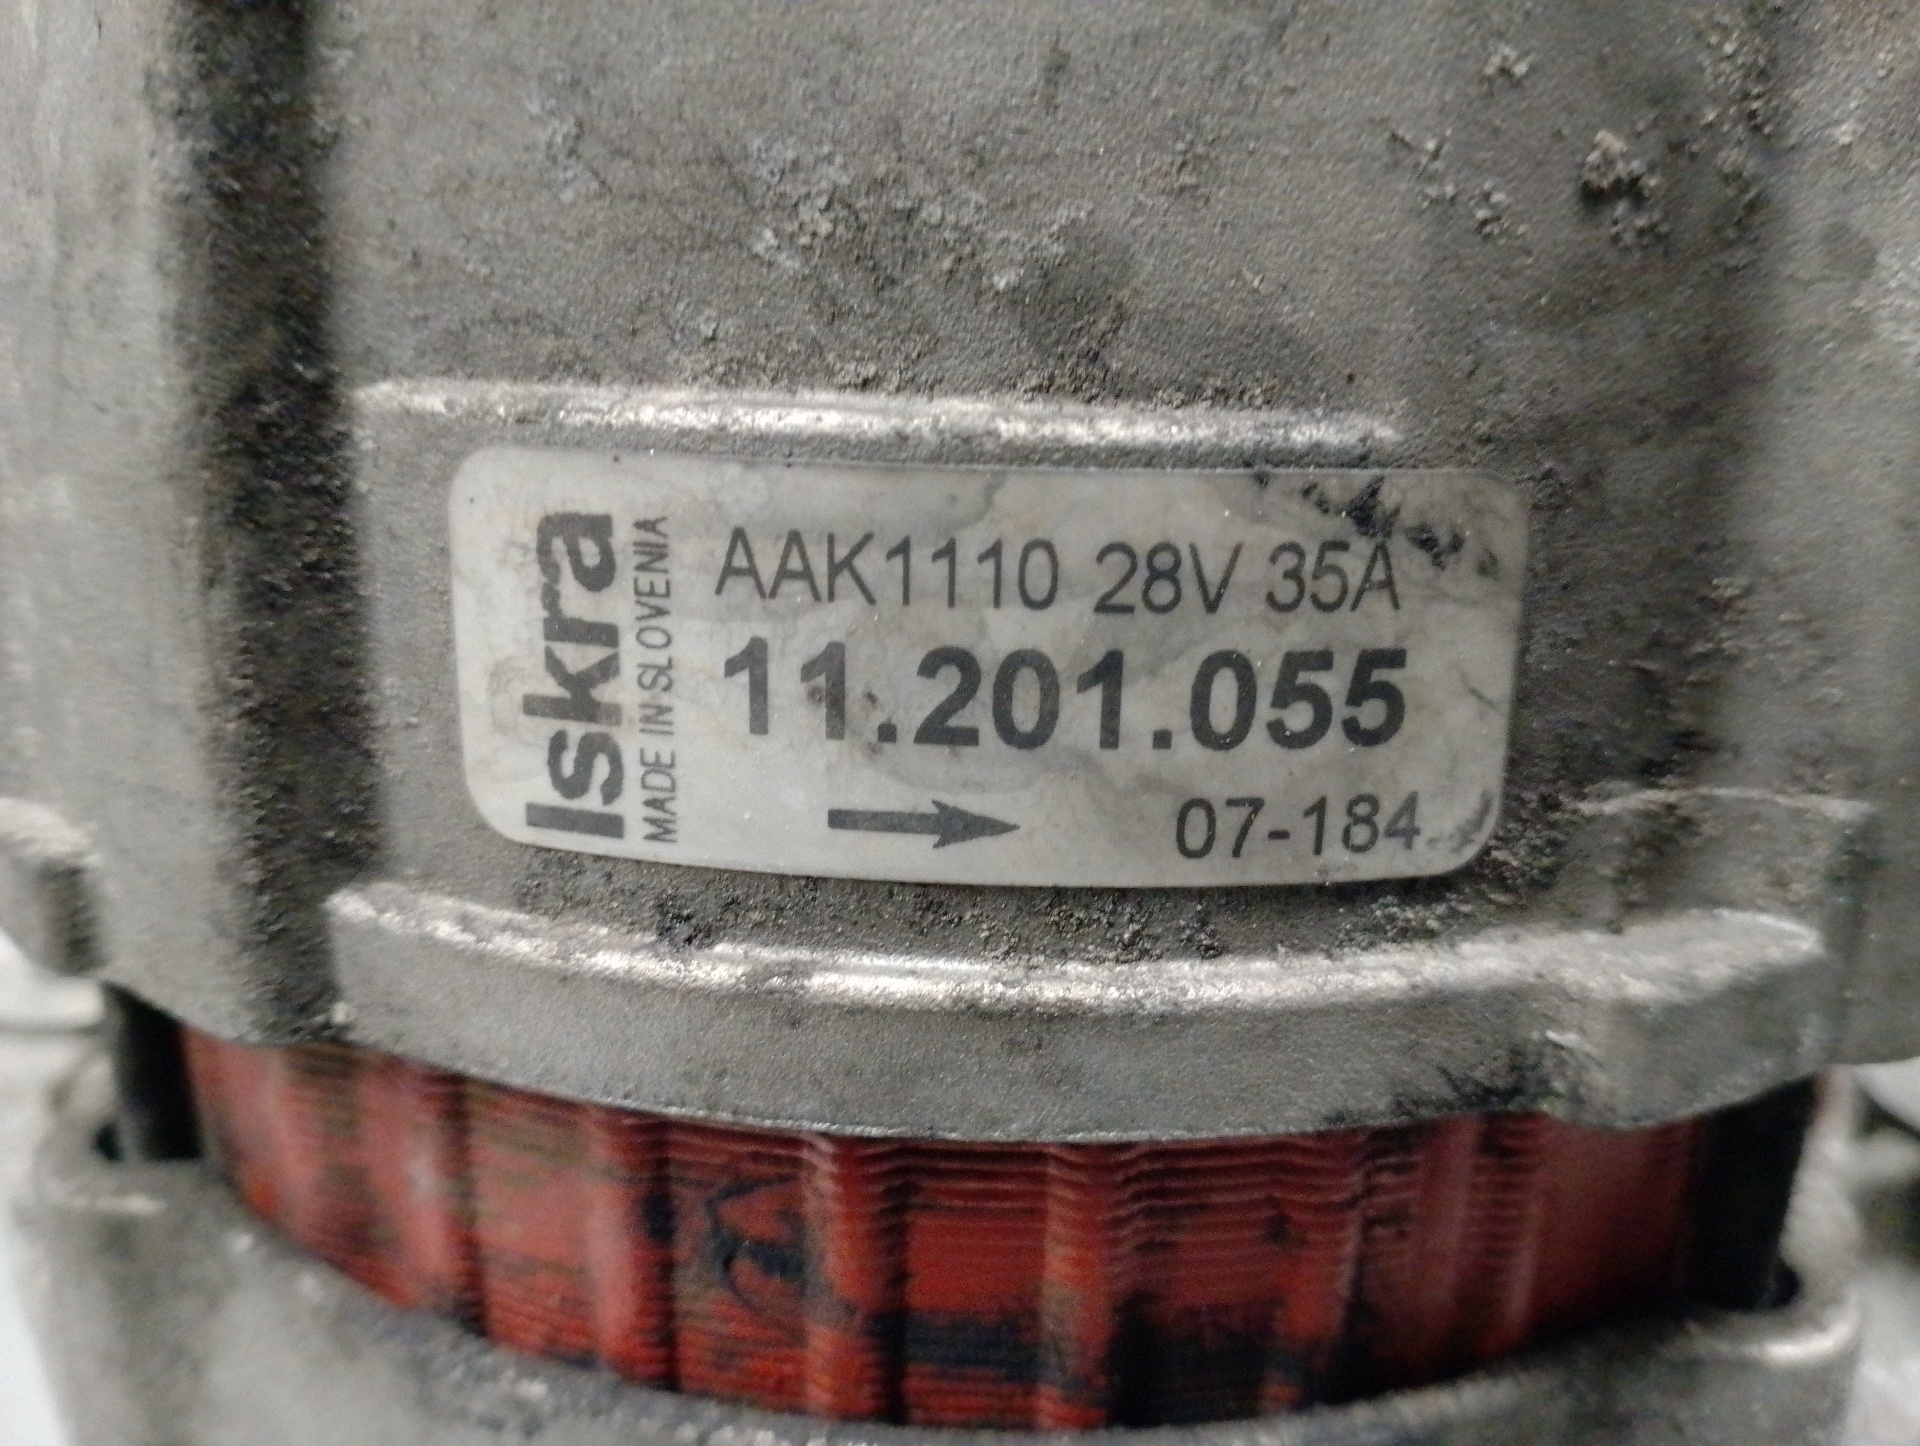 Iskra
MADE IN SLOVENIA
AAK1110 28V 35A
11.201.055
07-184